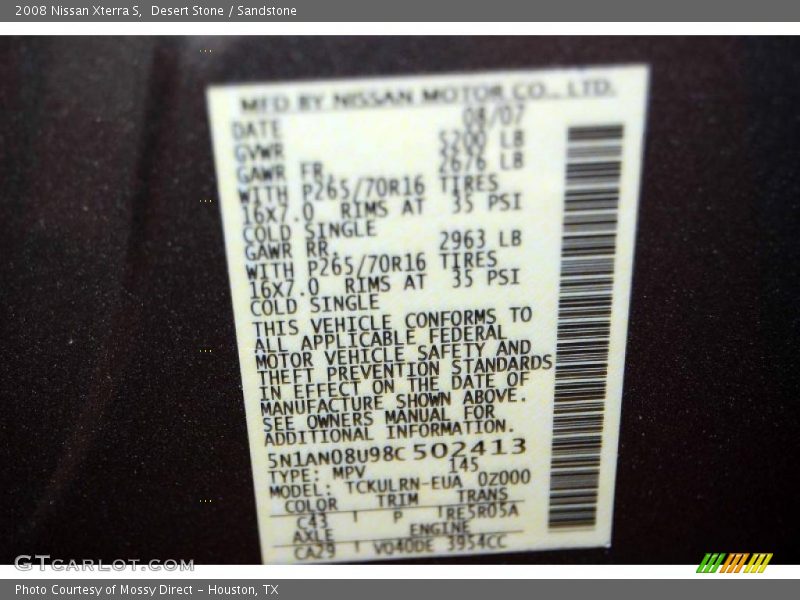 2008 Nissan Xterra S, Desert Stone / Sandstone
MFD BY NISSAN MOTOR CO., LTD.
DATE 08/07
GVWR 5200 LB
GAWR FR. 2676 LB
WITH P265/70R16 TIRES
16X7.0 RIMS AT 35 PSI
COLD SINGLE
GAWR RR. 2963 LB
WITH P265/70R16 TIRES
16X7.0 RIMS AT 35 PSI
COLD SINGLE
THIS VEHICLE CONFORMS TO
ALL APPLICABLE FEDERAL
MOTOR VEHICLE SAFETY AND
THEFT PREVENTION STANDARDS
IN EFFECT ON THE DATE OF
MANUFACTURE SHOWN ABOVE.
SEE OWNERS MANUAL FOR
ADDITIONAL INFORMATION.
5N1AN08U98C502413
TYPE: MPV 145
MODEL: TCKULRN-EUA 0Z000
COLOR TRIM TRANS
C43 P RE5R05A
AXLE ENGINE
CA29 VQ40DE 3954CC
GTCARLOT.COM
Photo Courtesy of Mossy Direct - Houston, TX